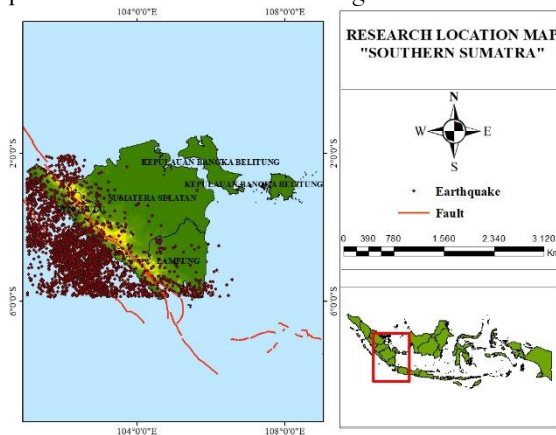 104°0'0"E
108°0'0"E
2°0'0"S
2°0'0"S
KEPULAUAN BANGKA BELITUNG
KEPULAUAN BANGKA BELITUNG
SUMATERA SELATAN
LAMPUNG
6°0'0"S
6°0'0"S
104°0'0"E
108°0'0"E
RESEARCH LOCATION MAP
"SOUTHERN SUMATRA"
N
W
E
S
Earthquake
Fault
0 390 780 1.560 2.340 3.120
Km